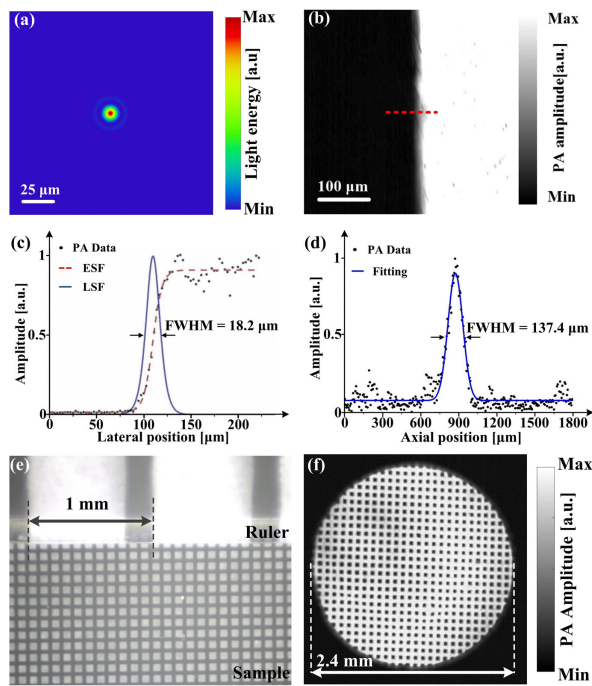 (a)
Max
Light energy [a.u]
Min
25 µm
(b)
Max
PA amplitude[a.u.]
Min
100 µm
(c)
PA Data
ESF
LSF
FWHM = 18.2 µm
Amplitude [a.u.]
1
0.5
0
0 50 100 150 200
Lateral position [µm]
(d)
PA Data
Fitting
FWHM = 137.4 µm
Amplitude [a.u.]
1
0.5
0
0 300 600 900 1200 1500 1800
Axial position [µm]
(e)
1 mm
Ruler
Sample
(f)
2.4 mm
Max
PA Amplitude [a.u.]
Min